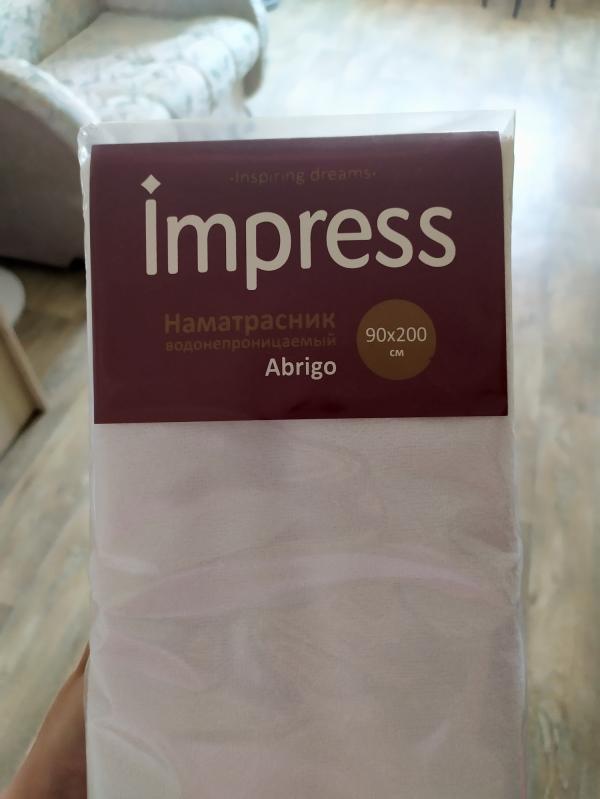 ·Inspiring dreams·
impress
Наматрасник
водонепроницаемый
Abrigo
90x200
см